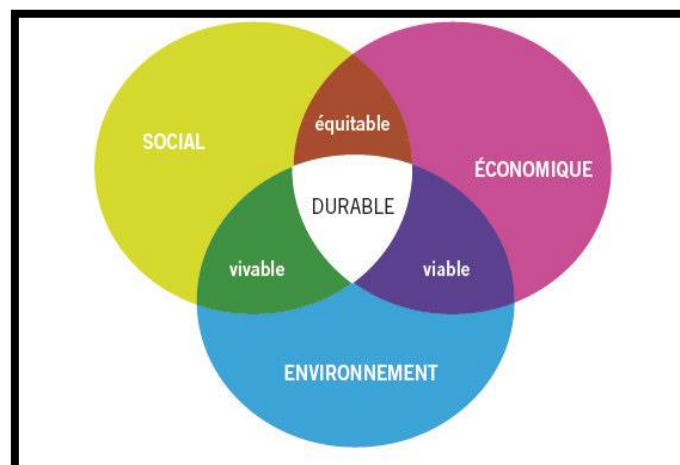 équitable
SOCIAL
ÉCONOMIQUE
DURABLE
vivable
viable
ENVIRONNEMENT